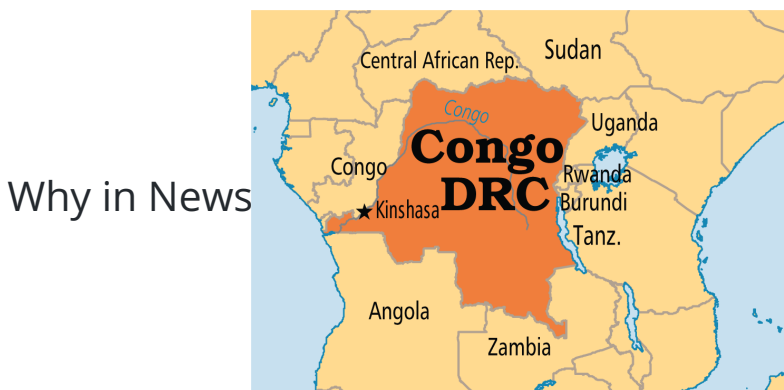 Why in News
Central African Rep.
Sudan
Congo
Uganda
Congo
DRC
Congo
Rwanda
Burundi
Kinshasa
Tanz.
Angola
Zambia